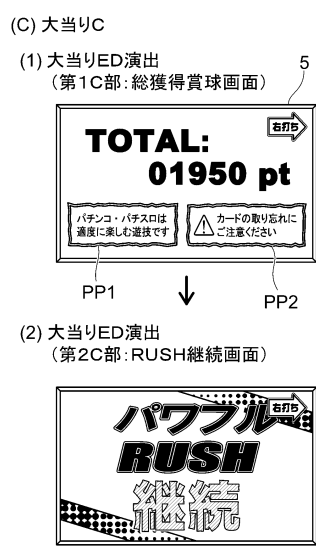 (C) 大当りC
(1) 大当りED演出
(第1C部:総獲得賞球画面)
5
右打ち
TOTAL:
01950 pt
パチンコ・パチスロは
適度に楽しむ遊技です
カードの取り忘れに
ご注意ください
PP1
PP2
(2) 大当りED演出
(第2C部:RUSH継続画面)
右打ち
パワフル
RUSH
継続